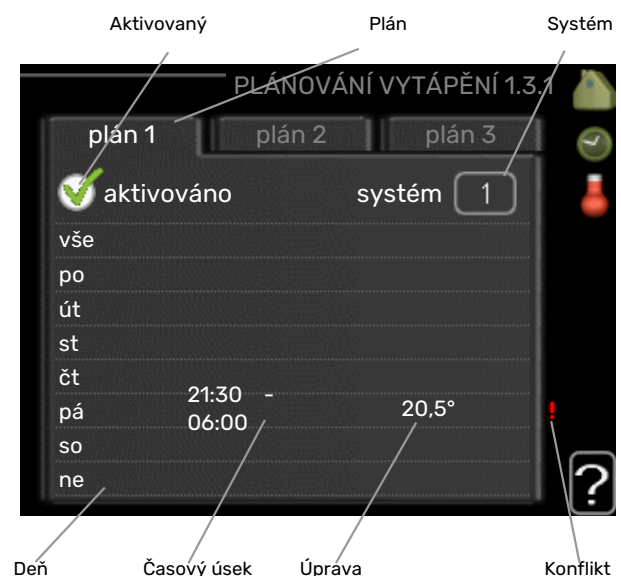 Aktivovaný Plán Systém
PLÁNOVÁNÍ VYTÁPĚNÍ 1.3.1
plán 1 plán 2 plán 3
aktivováno systém 1
vše
po
út
st
čt
pá 21:30 - 06:00 20,5° !
so
ne
?
Deň Časový úsek Úprava Konflikt